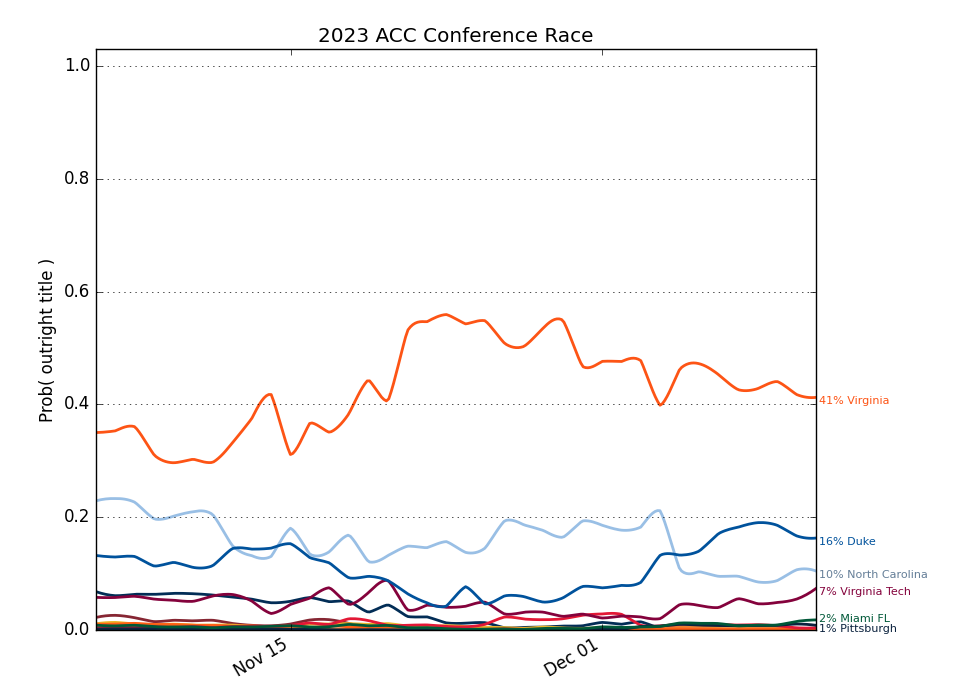 2023 ACC Conference Race
Prob( outright title )
1.0
0.8
0.6
0.4
0.2
0.0
Nov 15
Dec 01
41% Virginia
16% Duke
10% North Carolina
7% Virginia Tech
2% Miami FL
1% Pittsburgh